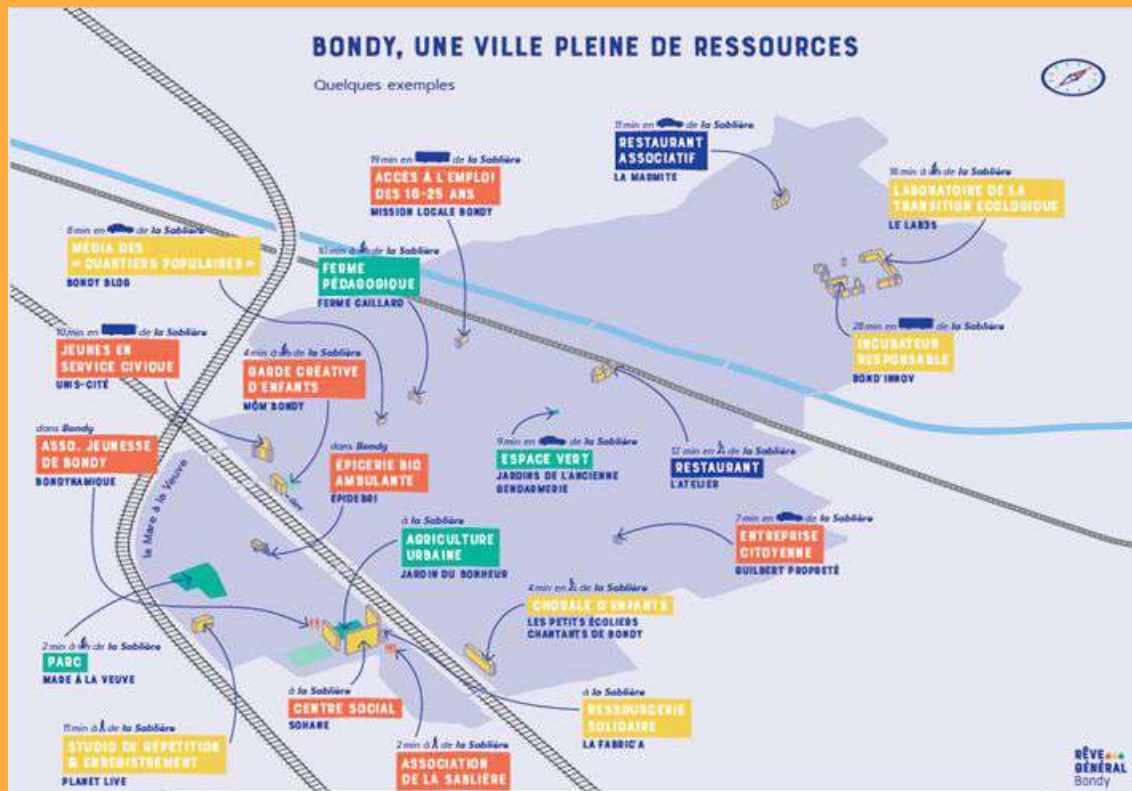 BONDY, UNE VILLE PLEINE DE RESSOURCES
Quelques exemples
11 min en de la Sablière
RESTAURANT
ASSOCIATIF
LA MARMITE
19 min en de la Sablière
ACCÈS À L'EMPLOI
DES 16-25 ANS
MISSION LOCALE BONDY
16 min à de la Sablière
LABORATOIRE DE LA
TRANSITION ÉCOLOGIQUE
LE LAB3S
8 min en de la Sablière
MÉDIA DES
« QUARTIERS POPULAIRES »
BONDY BLOG
10 min à de la Sablière
FERME
PÉDAGOGIQUE
FERME CAILLARD
10 min en de la Sablière
JEUNES EN
SERVICE CIVIQUE
UNIS-CITÉ
4 min à de la Sablière
GARDE CRÉATIVE
D'ENFANTS
MÔM'BONDY
28 min en de la Sablière
INCUBATEUR
RESPONSABLE
BOND'INNOV
dans Bondy
ASSO. JEUNESSE
DE BONDY
BONDYNAMIQUE
dans Bondy
ÉPICERIE BIO
AMBULANTE
ÉPIDEBRI
9 min en de la Sablière
ESPACE VERT
JARDINS DE L'ANCIENNE
GENDARMERIE
12 min en de la Sablière
RESTAURANT
L'ATELIER
la Mare à la Veuve
à la Sablière
AGRICULTURE
URBAINE
JARDIN DU BONHEUR
7 min en de la Sablière
ENTREPRISE
CITOYENNE
GUILBERT PROPRETÉ
4 min en de la Sablière
CHORALE D'ENFANTS
LES PETITS ÉCOLIERS
CHANTANTS DE BONDY
2 min à de la Sablière
PARC
MARE À LA VEUVE
à la Sablière
CENTRE SOCIAL
SOHANE
à la Sablière
RESSOURCERIE
SOLIDAIRE
LA FABRIC'A
11 min à de la Sablière
STUDIO DE RÉPÉTITION
& ENREGISTREMENT
PLANET LIVE
2 min à de la Sablière
ASSOCIATION
DE LA SABLIÈRE
RÊVE
GÉNÉRAL
Bondy